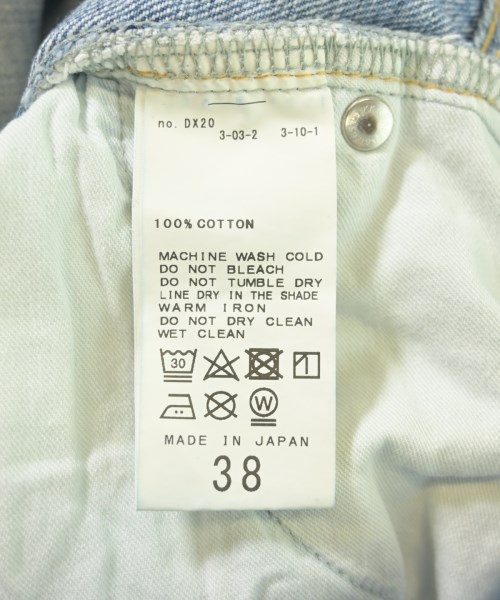 no. DX20
3-03-2 3-10-1
100% COTTON
MACHINE WASH COLD
DO NOT BLEACH
DO NOT TUMBLE DRY
LINE DRY IN THE SHADE
WARM IRON
DO NOT DRY CLEAN
WET CLEAN
30
W
MADE IN JAPAN
38